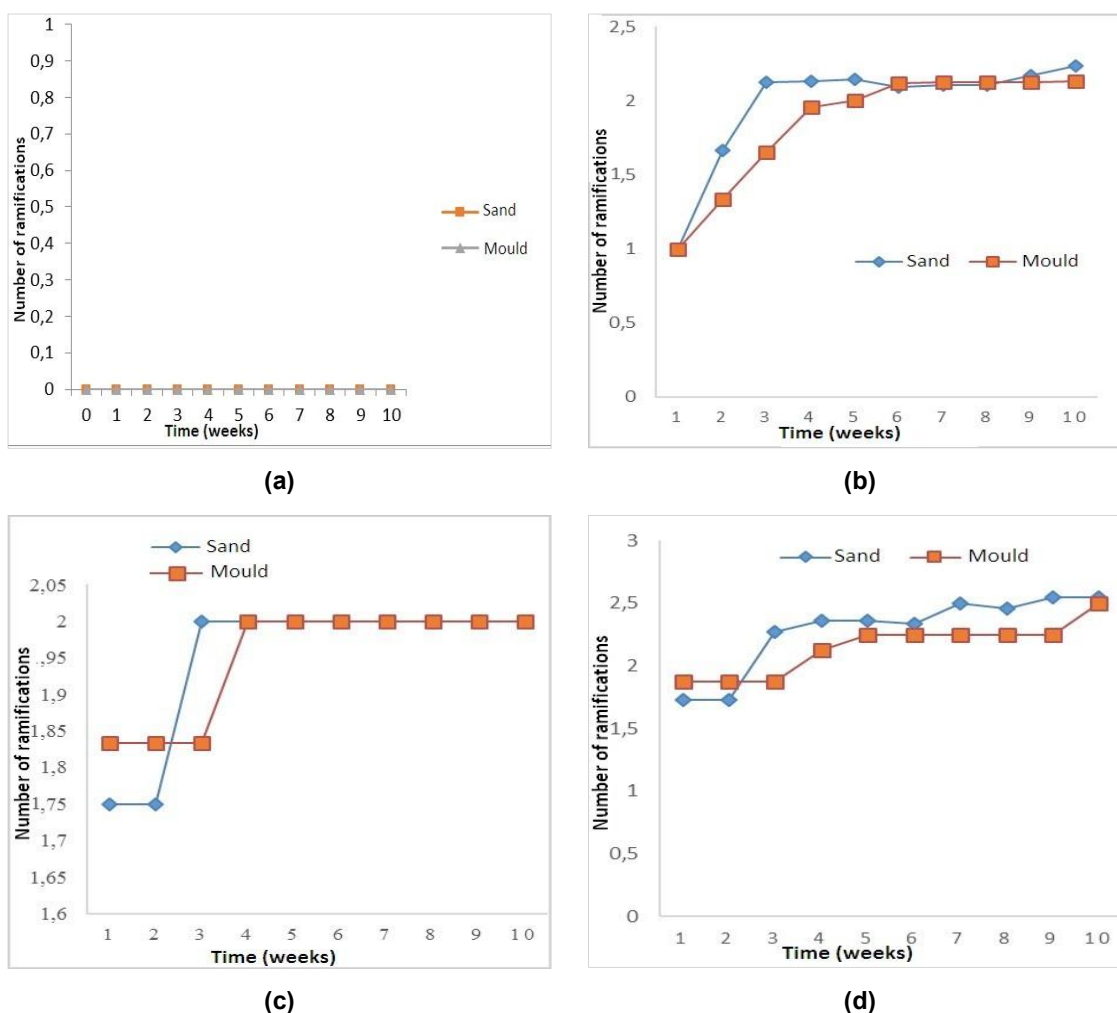 1
0,9
0,8
0,7
0,6
0,5
0,4
0,3
0,2
0,1
0
Number of ramifications
0 1 2 3 4 5 6 7 8 9 10
Time (weeks)
Sand
Mould
(a)
2,5
2
1,5
1
0,5
0
Number of ramifications
1 2 3 4 5 6 7 8 9 10
Time (weeks)
Sand Mould
(b)
Sand
Mould
2,05
2
1,95
1,9
1,85
1,8
1,75
1,7
1,65
1,6
Number of ramifications
1 2 3 4 5 6 7 8 9 10
Time (weeks)
(c)
Sand Mould
3
2,5
2
1,5
1
0,5
0
Number of ramifications
1 2 3 4 5 6 7 8 9 10
Time (weeks)
(d)